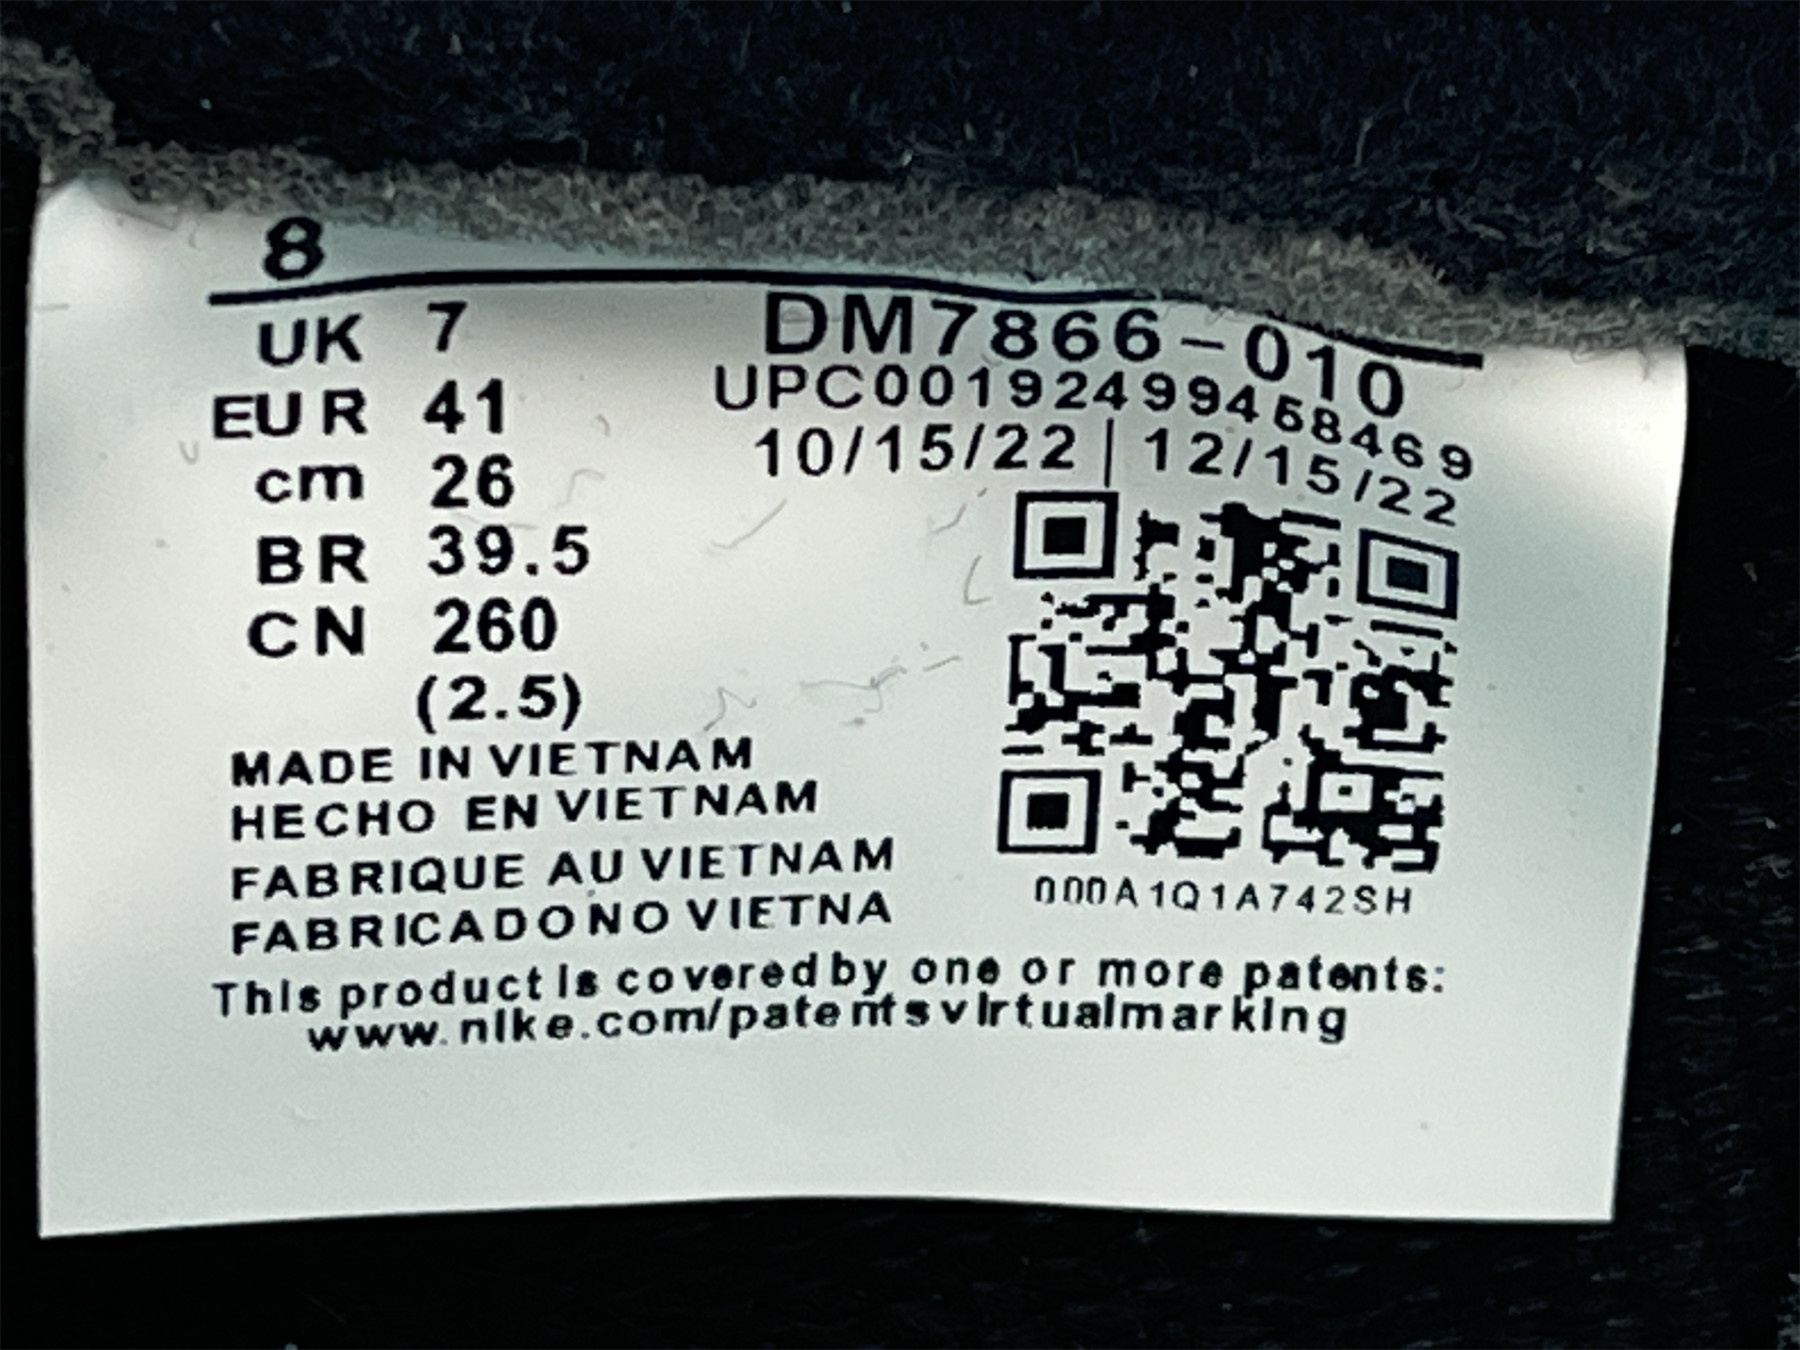 8
UK 7
EUR 41
cm 26
BR 39.5
CN 260
(2.5)
DM7866-010
UPC00192499468469
10/15/22 | 12/15/22
000A1Q1A742SH
MADE IN VIETNAM
HECHO EN VIETNAM
FABRIQUE AU VIETNAM
FABRICADO NO VIETNA
This product is covered by one or more patents:
www.nike.com/patentsvirtualmarking